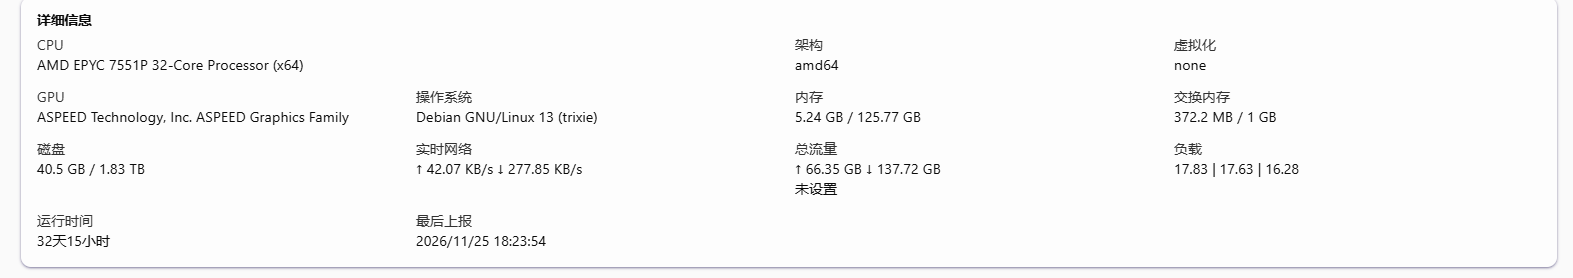 详细信息
CPU
AMD EPYC 7551P 32-Core Processor (x64)
架构
amd64
虚拟化
none
GPU
ASPEED Technology, Inc. ASPEED Graphics Family
操作系统
Debian GNU/Linux 13 (trixie)
内存
5.24 GB / 125.77 GB
交换内存
372.2 MB / 1 GB
磁盘
40.5 GB / 1.83 TB
实时网络
↑ 42.07 KB/s ↓ 277.85 KB/s
总流量
↑ 66.35 GB ↓ 137.72 GB
未设置
负载
17.83 | 17.63 | 16.28
运行时间
32天15小时
最后上报
2026/11/25 18:23:54